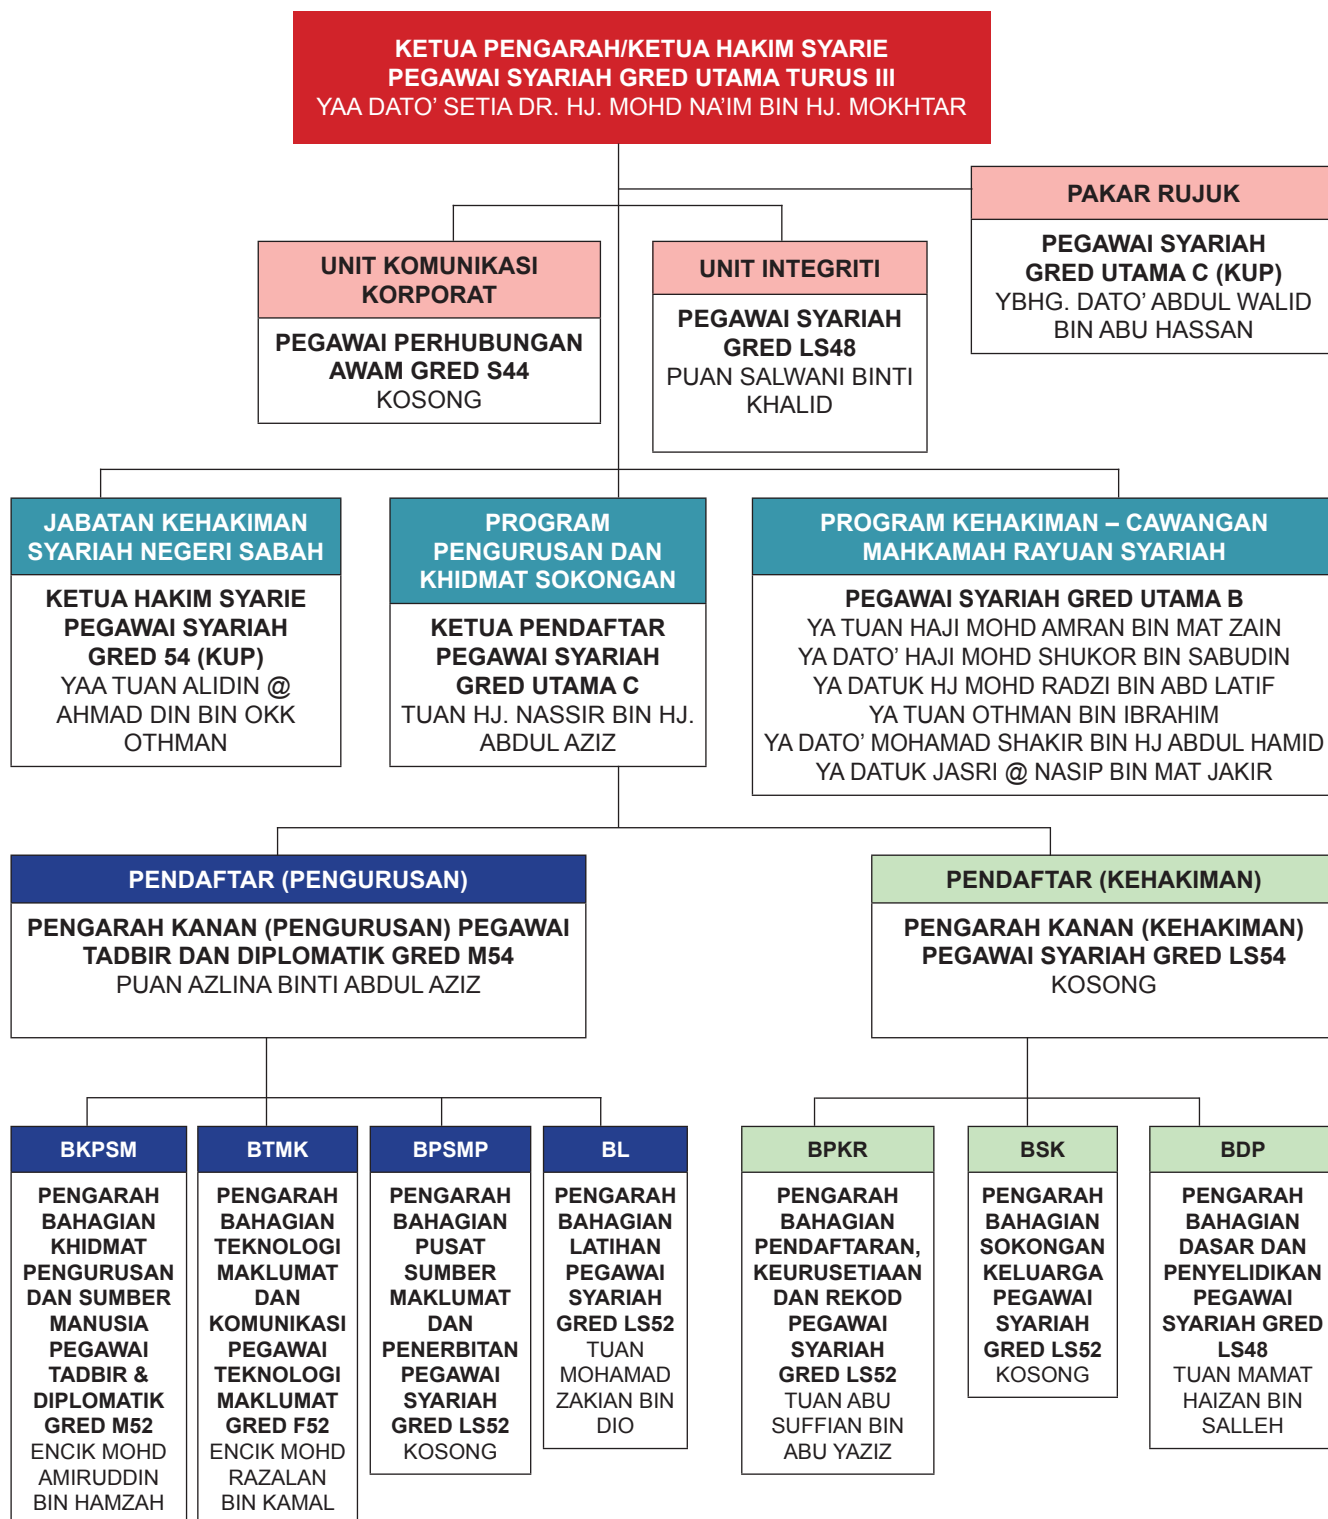 KETUA PENGARAH/KETUA HAKIM SYARIE
PEGAWAI SYARIAH GRED UTAMA TURUS III
YAA DATO’ SETIA DR. HJ. MOHD NA’IM BIN HJ. MOKHTAR
PAKAR RUJUK
PEGAWAI SYARIAH
GRED UTAMA C (KUP)
YBHG. DATO’ ABDUL WALID
BIN ABU HASSAN
UNIT KOMUNIKASI
KORPORAT
PEGAWAI PERHUBUNGAN
AWAM GRED S44
KOSONG
UNIT INTEGRITI
PEGAWAI SYARIAH
GRED LS48
PUAN SALWANI BINTI
KHALID
JABATAN KEHAKIMAN
SYARIAH NEGERI SABAH
KETUA HAKIM SYARIE
PEGAWAI SYARIAH
GRED 54 (KUP)
YAA TUAN ALIDIN @
AHMAD DIN BIN OKK
OTHMAN
PROGRAM
PENGURUSAN DAN
KHIDMAT SOKONGAN
KETUA PENDAFTAR
PEGAWAI SYARIAH
GRED UTAMA C
TUAN HJ. NASSIR BIN HJ.
ABDUL AZIZ
PROGRAM KEHAKIMAN – CAWANGAN
MAHKAMAH RAYUAN SYARIAH
PEGAWAI SYARIAH GRED UTAMA B
YA TUAN HAJI MOHD AMRAN BIN MAT ZAIN
YA DATO’ HAJI MOHD SHUKOR BIN SABUDIN
YA DATUK HJ MOHD RADZI BIN ABD LATIF
YA TUAN OTHMAN BIN IBRAHIM
YA DATO’ MOHAMAD SHAKIR BIN HJ ABDUL HAMID
YA DATUK JASRI @ NASIP BIN MAT JAKIR
PENDAFTAR (PENGURUSAN)
PENGARAH KANAN (PENGURUSAN) PEGAWAI
TADBIR DAN DIPLOMATIK GRED M54
PUAN AZLINA BINTI ABDUL AZIZ
PENDAFTAR (KEHAKIMAN)
PENGARAH KANAN (KEHAKIMAN)
PEGAWAI SYARIAH GRED LS54
KOSONG
BKPSM
PENGARAH
BAHAGIAN
KHIDMAT
PENGURUSAN
DAN SUMBER
MANUSIA
PEGAWAI
TADBIR &
DIPLOMATIK
GRED M52
ENCIK MOHD
AMIRUDDIN
BIN HAMZAH
BTMK
PENGARAH
BAHAGIAN
TEKNOLOGI
MAKLUMAT
DAN
KOMUNIKASI
PEGAWAI
TEKNOLOGI
MAKLUMAT
GRED F52
ENCIK MOHD
RAZALAN
BIN KAMAL
BPSMP
PENGARAH
BAHAGIAN
PUSAT
SUMBER
MAKLUMAT
DAN
PENERBITAN
PEGAWAI
SYARIAH
GRED LS52
KOSONG
BL
PENGARAH
BAHAGIAN
LATIHAN
PEGAWAI
SYARIAH
GRED LS52
TUAN
MOHAMAD
ZAKIAN BIN
DIO
BPKR
PENGARAH
BAHAGIAN
PENDAFTARAN,
KEURUSETIAAN
DAN REKOD
PEGAWAI
SYARIAH
GRED LS52
TUAN ABU
SUFFIAN BIN
ABU YAZIZ
BSK
PENGARAH
BAHAGIAN
SOKONGAN
KELUARGA
PEGAWAI
SYARIAH
GRED LS52
KOSONG
BDP
PENGARAH
BAHAGIAN
DASAR DAN
PENYELIDIKAN
PEGAWAI
SYARIAH GRED
LS48
TUAN MAMAT
HAIZAN BIN
SALLEH